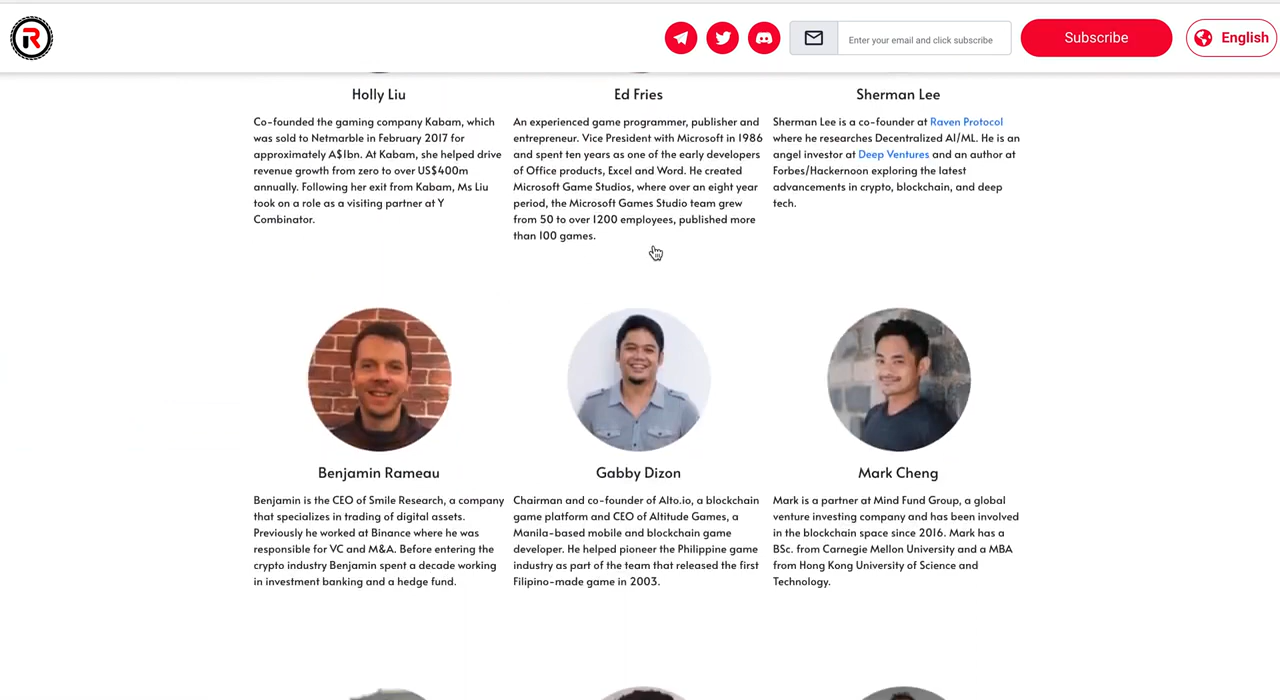 R
Enter your email and click subscribe
Subscribe
English
Holly Liu
Co-founded the gaming company Kabam, which
was sold to Netmarble in February 2017 for
approximately A$1bn. At Kabam, she helped drive
revenue growth from zero to over US$400m
annually. Following her exit from Kabam, Ms Liu
took on a role as a visiting partner at Y
Combinator.
Ed Fries
An experienced game programmer, publisher and
entrepreneur. Vice President with Microsoft in 1986
and spent ten years as one of the early developers
of Office products, Excel and Word. He created
Microsoft Game Studios, where over an eight year
period, the Microsoft Games Studio team grew
from 50 to over 1200 employees, published more
than 100 games.
Sherman Lee
Sherman Lee is a co-founder at Raven Protocol
where he researches Decentralized AI/ML. He is an
angel investor at Deep Ventures and an author at
Forbes/Hackernoon exploring the latest
advancements in crypto, blockchain, and deep
tech.
Benjamin Rameau
Benjamin is the CEO of Smile Research, a company
that specializes in trading of digital assets.
Previously he worked at Binance where he was
responsible for VC and M&A. Before entering the
crypto industry Benjamin spent a decade working
in investment banking and a hedge fund.
Gabby Dizon
Chairman and co-founder of Alto.io, a blockchain
game platform and CEO of Altitude Games, a
Manila-based mobile and blockchain game
developer. He helped pioneer the Philippine game
industry as part of the team that released the first
Filipino-made game in 2003.
Mark Cheng
Mark is a partner at Mind Fund Group, a global
venture investing company and has been involved
in the blockchain space since 2016. Mark has a
BSc. from Carnegie Mellon University and a MBA
from Hong Kong University of Science and
Technology.